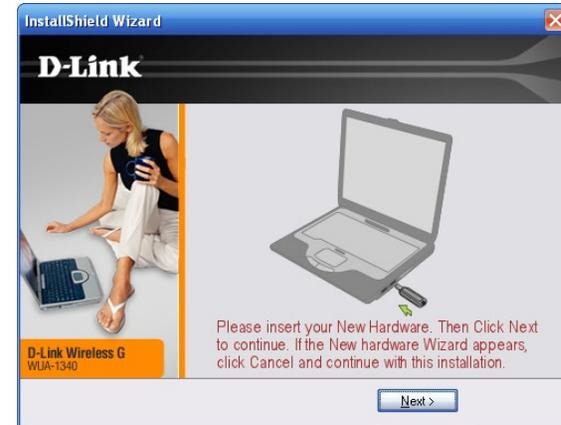 InstallShield Wizard
D-Link
Please insert your New Hardware. Then Click Next
to continue. If the New hardware Wizard appears,
click Cancel and continue with this installation.
D-Link Wireless G
WUA-1340
Next >